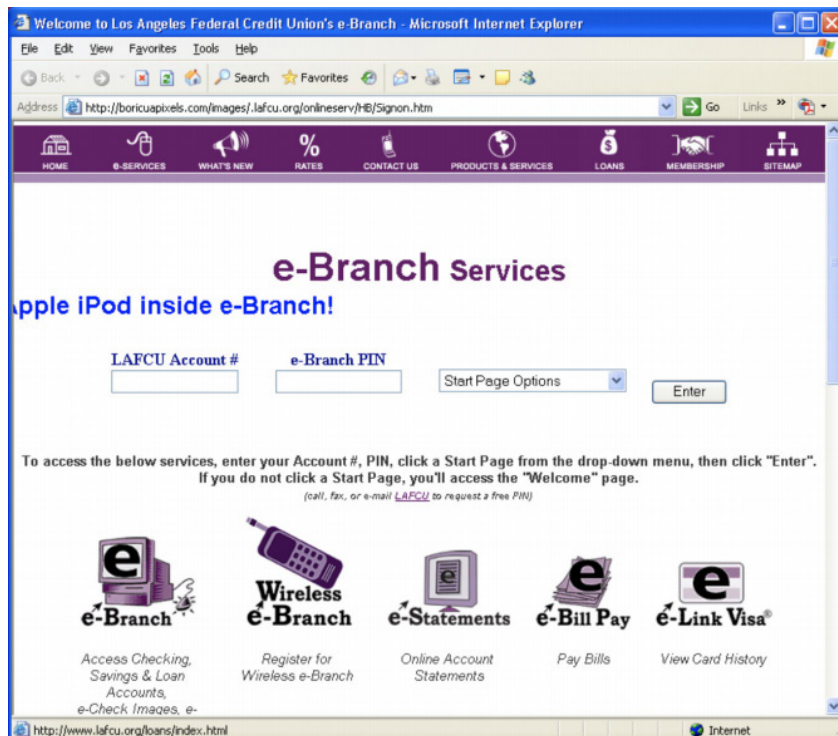 Welcome to Los Angeles Federal Credit Union's e-Branch - Microsoft Internet Explorer
File Edit View Favorites Tools Help
Back Search Favorites
Address http://boricuapixels.com/images/.lafcu.org/onlineserv/HB/Signon.htm Go Links »
HOME e-SERVICES WHAT'S NEW RATES CONTACT US PRODUCTS & SERVICES LOANS MEMBERSHIP SITEMAP
e-Branch Services
Apple iPod inside e-Branch!
LAFCU Account # e-Branch PIN
Start Page Options Enter
To access the below services, enter your Account #, PIN, click a Start Page from the drop-down menu, then click "Enter".
If you do not click a Start Page, you'll access the "Welcome" page.
(call, fax, or e-mail LAFCU to request a free PIN)
e e e e
e-Branch Wireless e-Branch e-Statements e-Bill Pay e-Link Visa®
Access Checking, Savings & Loan Accounts, e-Check Images, e-
Register for Wireless e-Branch
Online Account Statements
Pay Bills
View Card History
http://www.lafcu.org/loans/index.html Internet